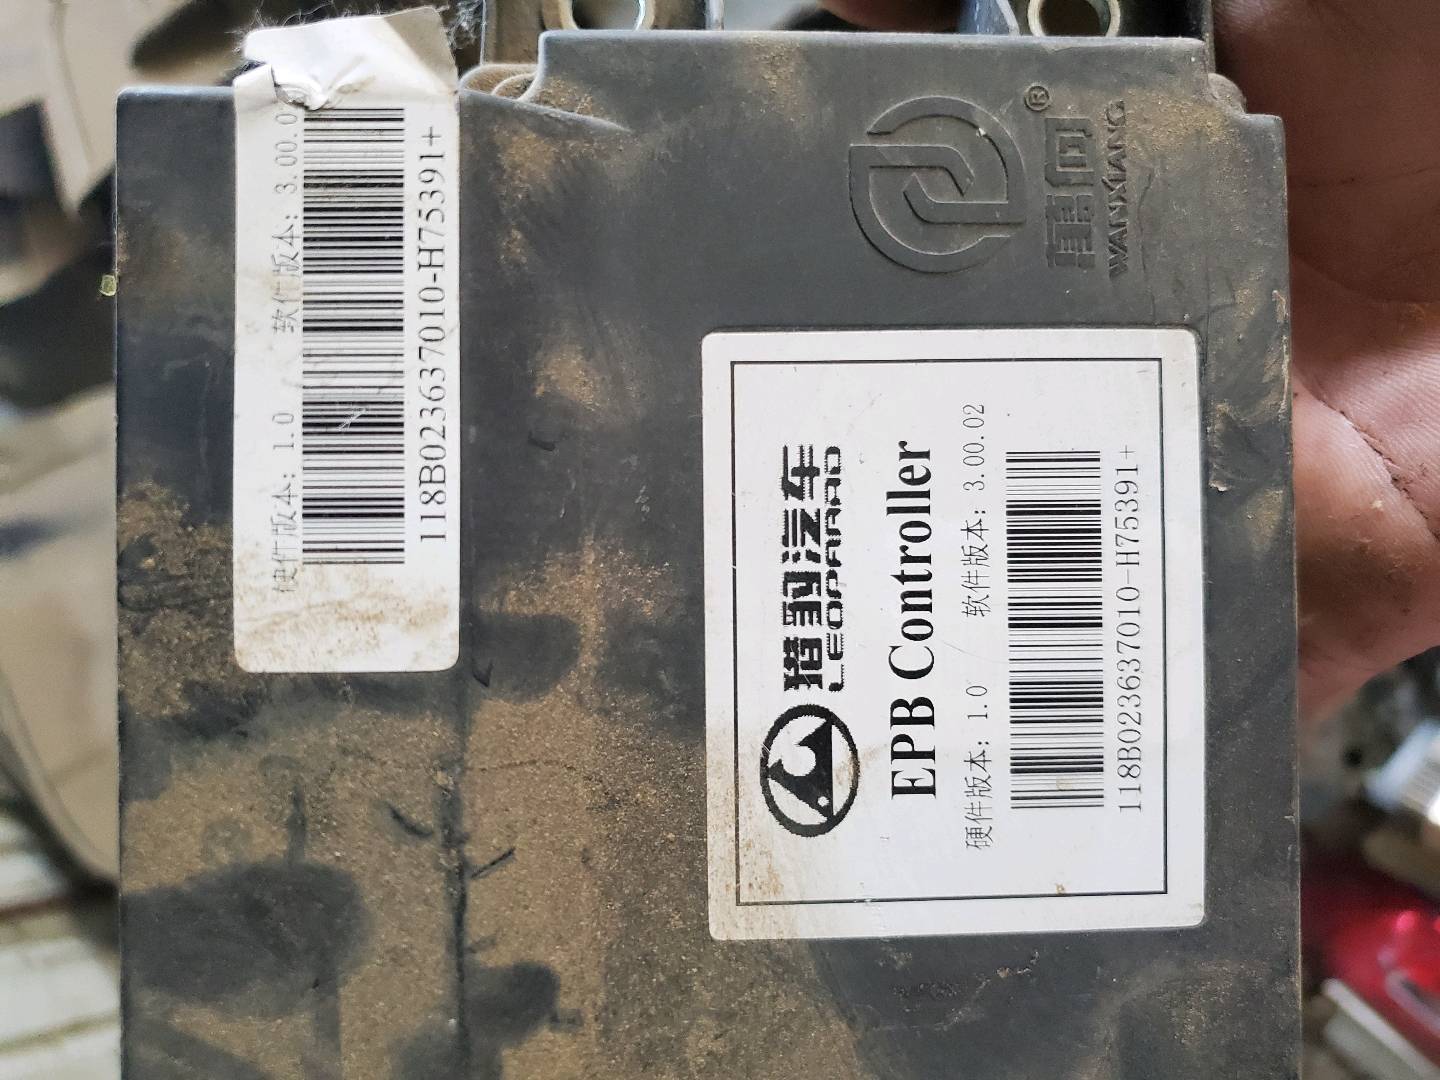 硬件版本: 1.0 软件版本: 3.00.0
118B023637010-H75391+
万向
WANXIANG
®
猎豹汽车
LEOPAARD
EPB Controller
硬件版本: 1.0 软件版本: 3.00.02
118B023637010-H75391+